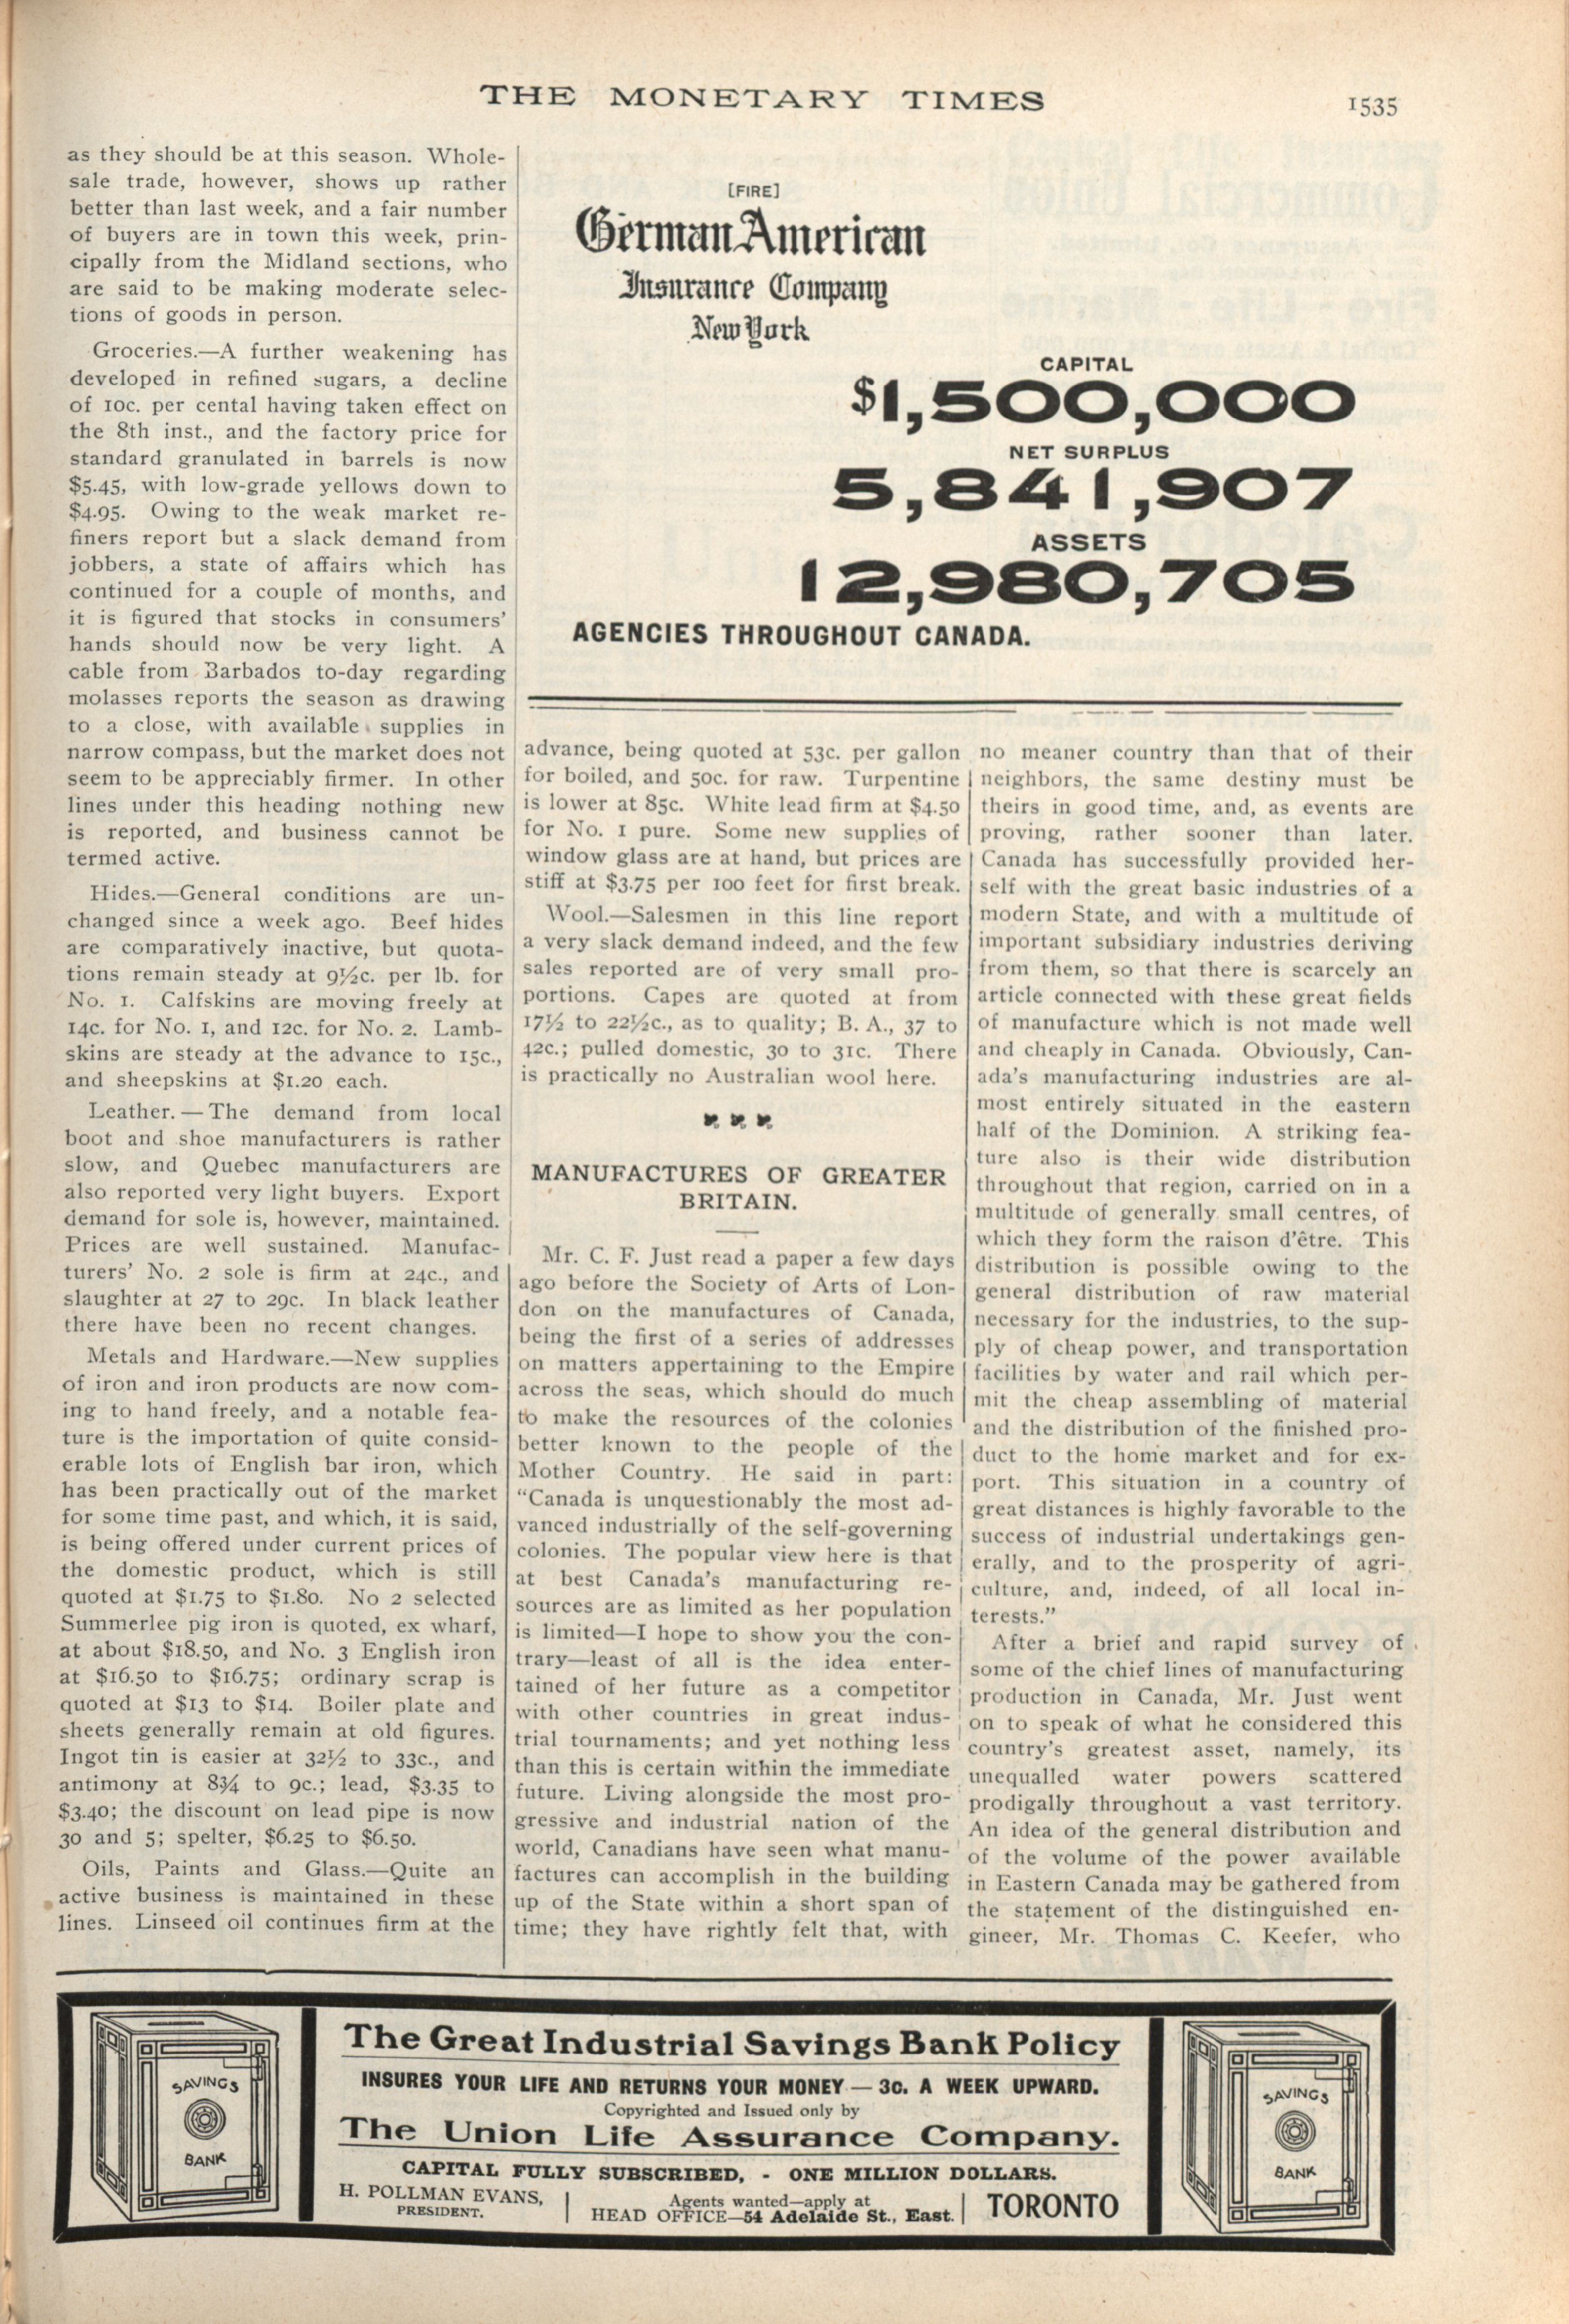 THE MONETARY TIMES
1535
as they should be at this season. Whole-
sale trade, however, shows up rather
better than last week, and a fair number
of buyers are in town this week, prin-
cipally from the Midland sections, who
are said to be making moderate selec-
tions of goods in person.
Groceries.—A further weakening has
developed in refined sugars, a decline
of 10c. per cental having taken effect on
the 8th inst., and the factory price for
standard granulated in barrels is now
$5.45, with low-grade yellows down to
$4.95. Owing to the weak market re-
finers report but a slack demand from
jobbers, a state of affairs which has
continued for a couple of months, and
it is figured that stocks in consumers'
hands should now be very light. A
cable from Barbados to-day regarding
molasses reports the season as drawing
to a close, with available supplies in
narrow compass, but the market does not
seem to be appreciably firmer. In other
lines under this heading nothing new
is reported, and business cannot be
termed active.
Hides.—General conditions are un-
changed since a week ago. Beef hides
are comparatively inactive, but quota-
tions remain steady at 9½c. per lb. for
No. 1. Calfskins are moving freely at
14c. for No. 1, and 12c. for No. 2. Lamb-
skins are steady at the advance to 15c.,
and sheepskins at $1.20 each.
Leather. — The demand from local
boot and shoe manufacturers is rather
slow, and Quebec manufacturers are
also reported very light buyers. Export
demand for sole is, however, maintained.
Prices are well sustained. Manufac-
turers' No. 2 sole is firm at 24c., and
slaughter at 27 to 29c. In black leather
there have been no recent changes.
Metals and Hardware.—New supplies
of iron and iron products are now com-
ing to hand freely, and a notable fea-
ture is the importation of quite consid-
erable lots of English bar iron, which
has been practically out of the market
for some time past, and which, it is said,
is being offered under current prices of
the domestic product, which is still
quoted at $1.75 to $1.80. No 2 selected
Summerlee pig iron is quoted, ex wharf,
at about $18.50, and No. 3 English iron
at $16.50 to $16.75; ordinary scrap is
quoted at $13 to $14. Boiler plate and
sheets generally remain at old figures.
Ingot tin is easier at 32½ to 33c., and
antimony at 8¾ to 9c.; lead, $3.35 to
$3.40; the discount on lead pipe is now
30 and 5; spelter, $6.25 to $6.50.
Oils, Paints and Glass.—Quite an
active business is maintained in these
lines. Linseed oil continues firm at the
[FIRE]
German American
Insurance Company
New York
CAPITAL
$1,500,000
NET SURPLUS
5,841,907
ASSETS
12,980,705
AGENCIES THROUGHOUT CANADA.
advance, being quoted at 53c. per gallon
for boiled, and 50c. for raw. Turpentine
is lower at 85c. White lead firm at $4.50
for No. 1 pure. Some new supplies of
window glass are at hand, but prices are
stiff at $3.75 per 100 feet for first break.
Wool.—Salesmen in this line report
a very slack demand indeed, and the few
sales reported are of very small pro-
portions. Capes are quoted at from
17½ to 22½c., as to quality; B. A., 37 to
42c.; pulled domestic, 30 to 31c. There
is practically no Australian wool here.
MANUFACTURES OF GREATER
BRITAIN.
Mr. C. F. Just read a paper a few days
ago before the Society of Arts of Lon-
don on the manufactures of Canada,
being the first of a series of addresses
on matters appertaining to the Empire
across the seas, which should do much
to make the resources of the colonies
better known to the people of the
Mother Country. He said in part:
"Canada is unquestionably the most ad-
vanced industrially of the self-governing
colonies. The popular view here is that
at best Canada's manufacturing re-
sources are as limited as her population
is limited—I hope to show you the con-
trary—least of all is the idea enter-
tained of her future as a competitor
with other countries in great indus-
trial tournaments; and yet nothing less
than this is certain within the immediate
future. Living alongside the most pro-
gressive and industrial nation of the
world, Canadians have seen what manu-
factures can accomplish in the building
up of the State within a short span of
time; they have rightly felt that, with
no meaner country than that of their
neighbors, the same destiny must be
theirs in good time, and, as events are
proving, rather sooner than later.
Canada has successfully provided her-
self with the great basic industries of a
modern State, and with a multitude of
important subsidiary industries deriving
from them, so that there is scarcely an
article connected with these great fields
of manufacture which is not made well
and cheaply in Canada. Obviously, Can-
ada's manufacturing industries are al-
most entirely situated in the eastern
half of the Dominion. A striking fea-
ture also is their wide distribution
throughout that region, carried on in a
multitude of generally small centres, of
which they form the raison d'être. This
distribution is possible owing to the
general distribution of raw material
necessary for the industries, to the sup-
ply of cheap power, and transportation
facilities by water and rail which per-
mit the cheap assembling of material
and the distribution of the finished pro-
duct to the home market and for ex-
port. This situation in a country of
great distances is highly favorable to the
success of industrial undertakings gen-
erally, and to the prosperity of agri-
culture, and, indeed, of all local in-
terests."
After a brief and rapid survey of
some of the chief lines of manufacturing
production in Canada, Mr. Just went
on to speak of what he considered this
country's greatest asset, namely, its
unequalled water powers scattered
prodigally throughout a vast territory.
An idea of the general distribution and
of the volume of the power available
in Eastern Canada may be gathered from
the statement of the distinguished en-
gineer, Mr. Thomas C. Keefer, who
SAVINGS
BANK
The Great Industrial Savings Bank Policy
INSURES YOUR LIFE AND RETURNS YOUR MONEY — 3c. A WEEK UPWARD.
Copyrighted and Issued only by
The Union Life Assurance Company.
CAPITAL FULLY SUBSCRIBED, - ONE MILLION DOLLARS.
H. POLLMAN EVANS,
PRESIDENT.
Agents wanted—apply at
HEAD OFFICE—54 Adelaide St., East.
TORONTO
SAVINGS
BANK